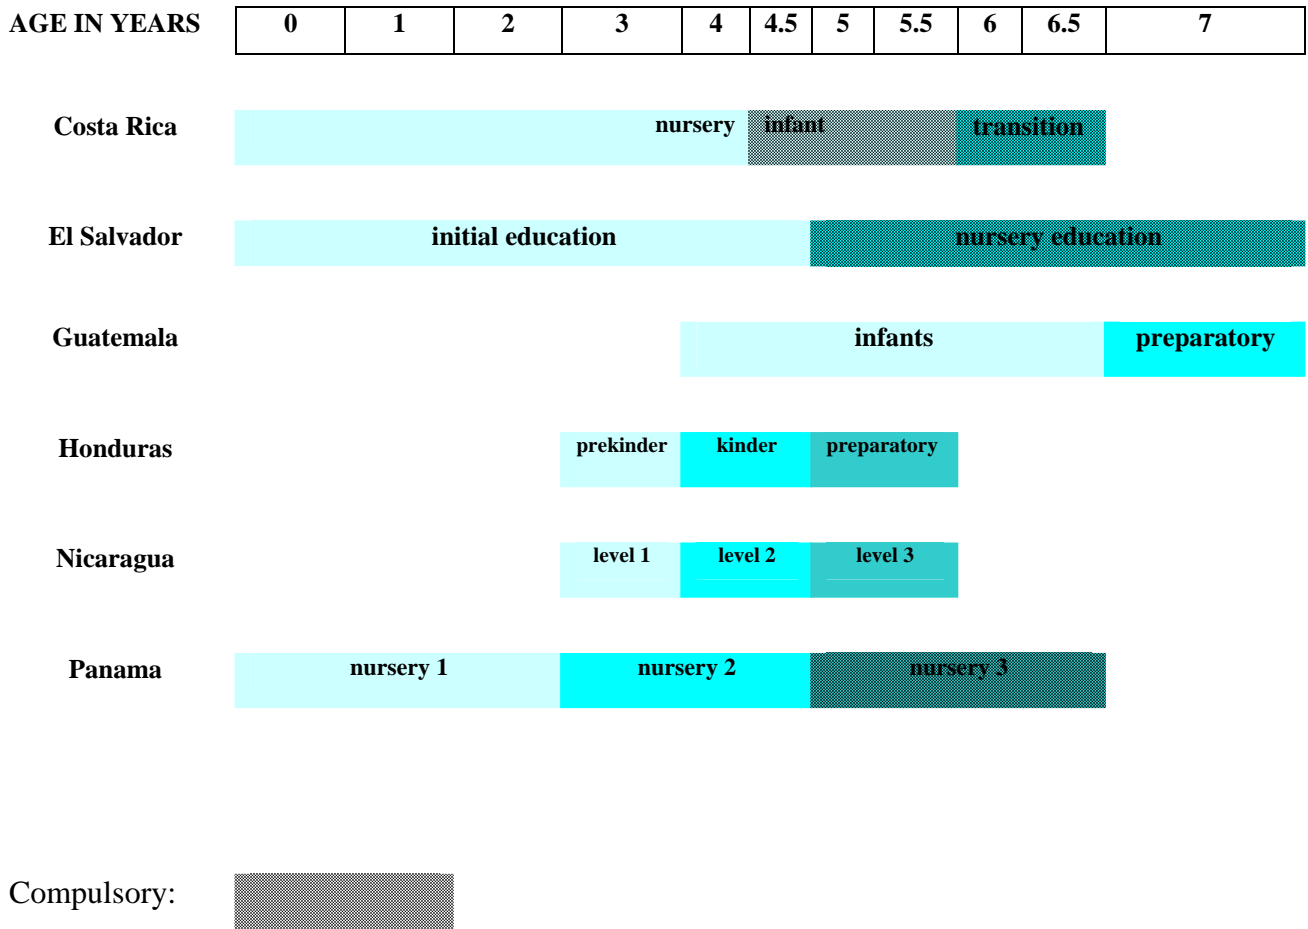 AGE IN YEARS 0 1 2 3 4 4.5 5 5.5 6 6.5 7
Costa Rica nursery infant transition
El Salvador initial education nursery education
Guatemala infants preparatory
Honduras prekinder kinder preparatory
Nicaragua level 1 level 2 level 3
Panama nursery 1 nursery 2 nursery 3
Compulsory: